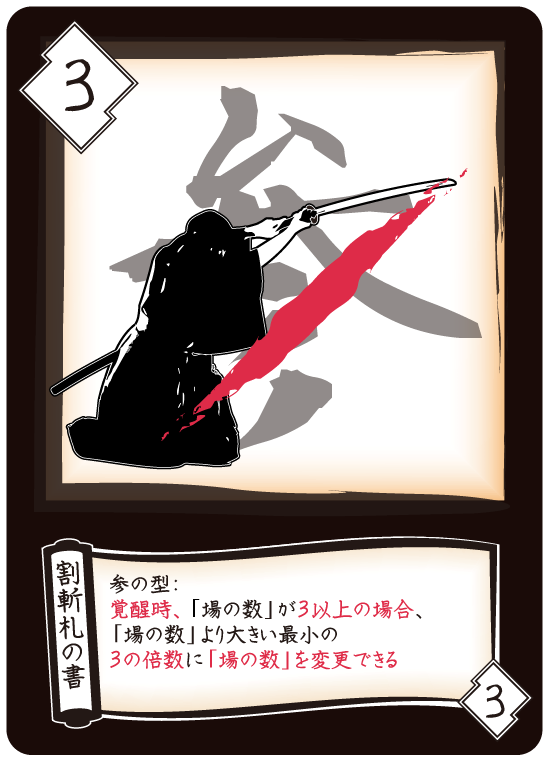 3
参
割斬札の書
参の型:
覚醒時、「場の数」が3以上の場合、
「場の数」より大きい最小の
3の倍数に「場の数」を変更できる
3